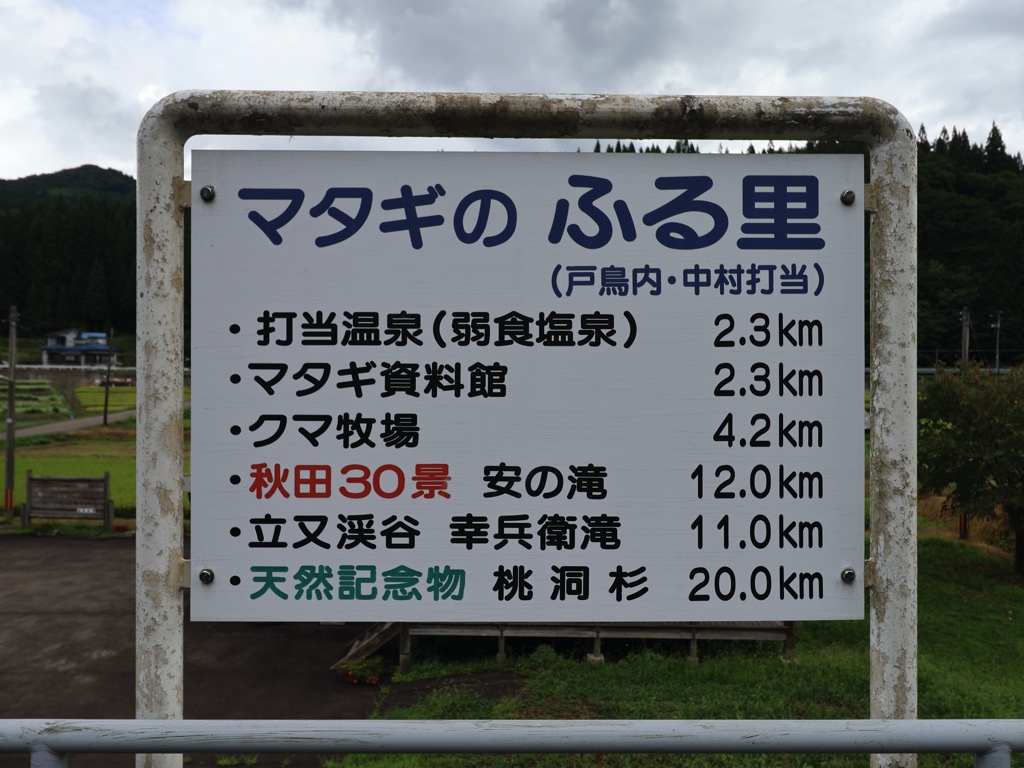 マタギの ふる里
(戸鳥内・中村打当)
・打当温泉(弱食塩泉) 2.3km
・マタギ資料館 2.3km
・クマ牧場 4.2km
・秋田30景 安の滝 12.0km
・立又渓谷 幸兵衛滝 11.0km
・天然記念物 桃洞杉 20.0km